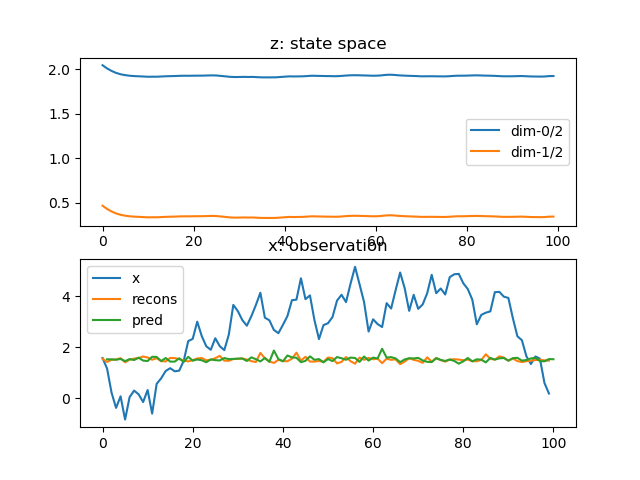 z: state space
2.0
1.5
1.0
0.5
dim-0/2
dim-1/2
0 20 40 60 80 100
x: observation
x
recons
pred
4
2
0
0 20 40 60 80 100